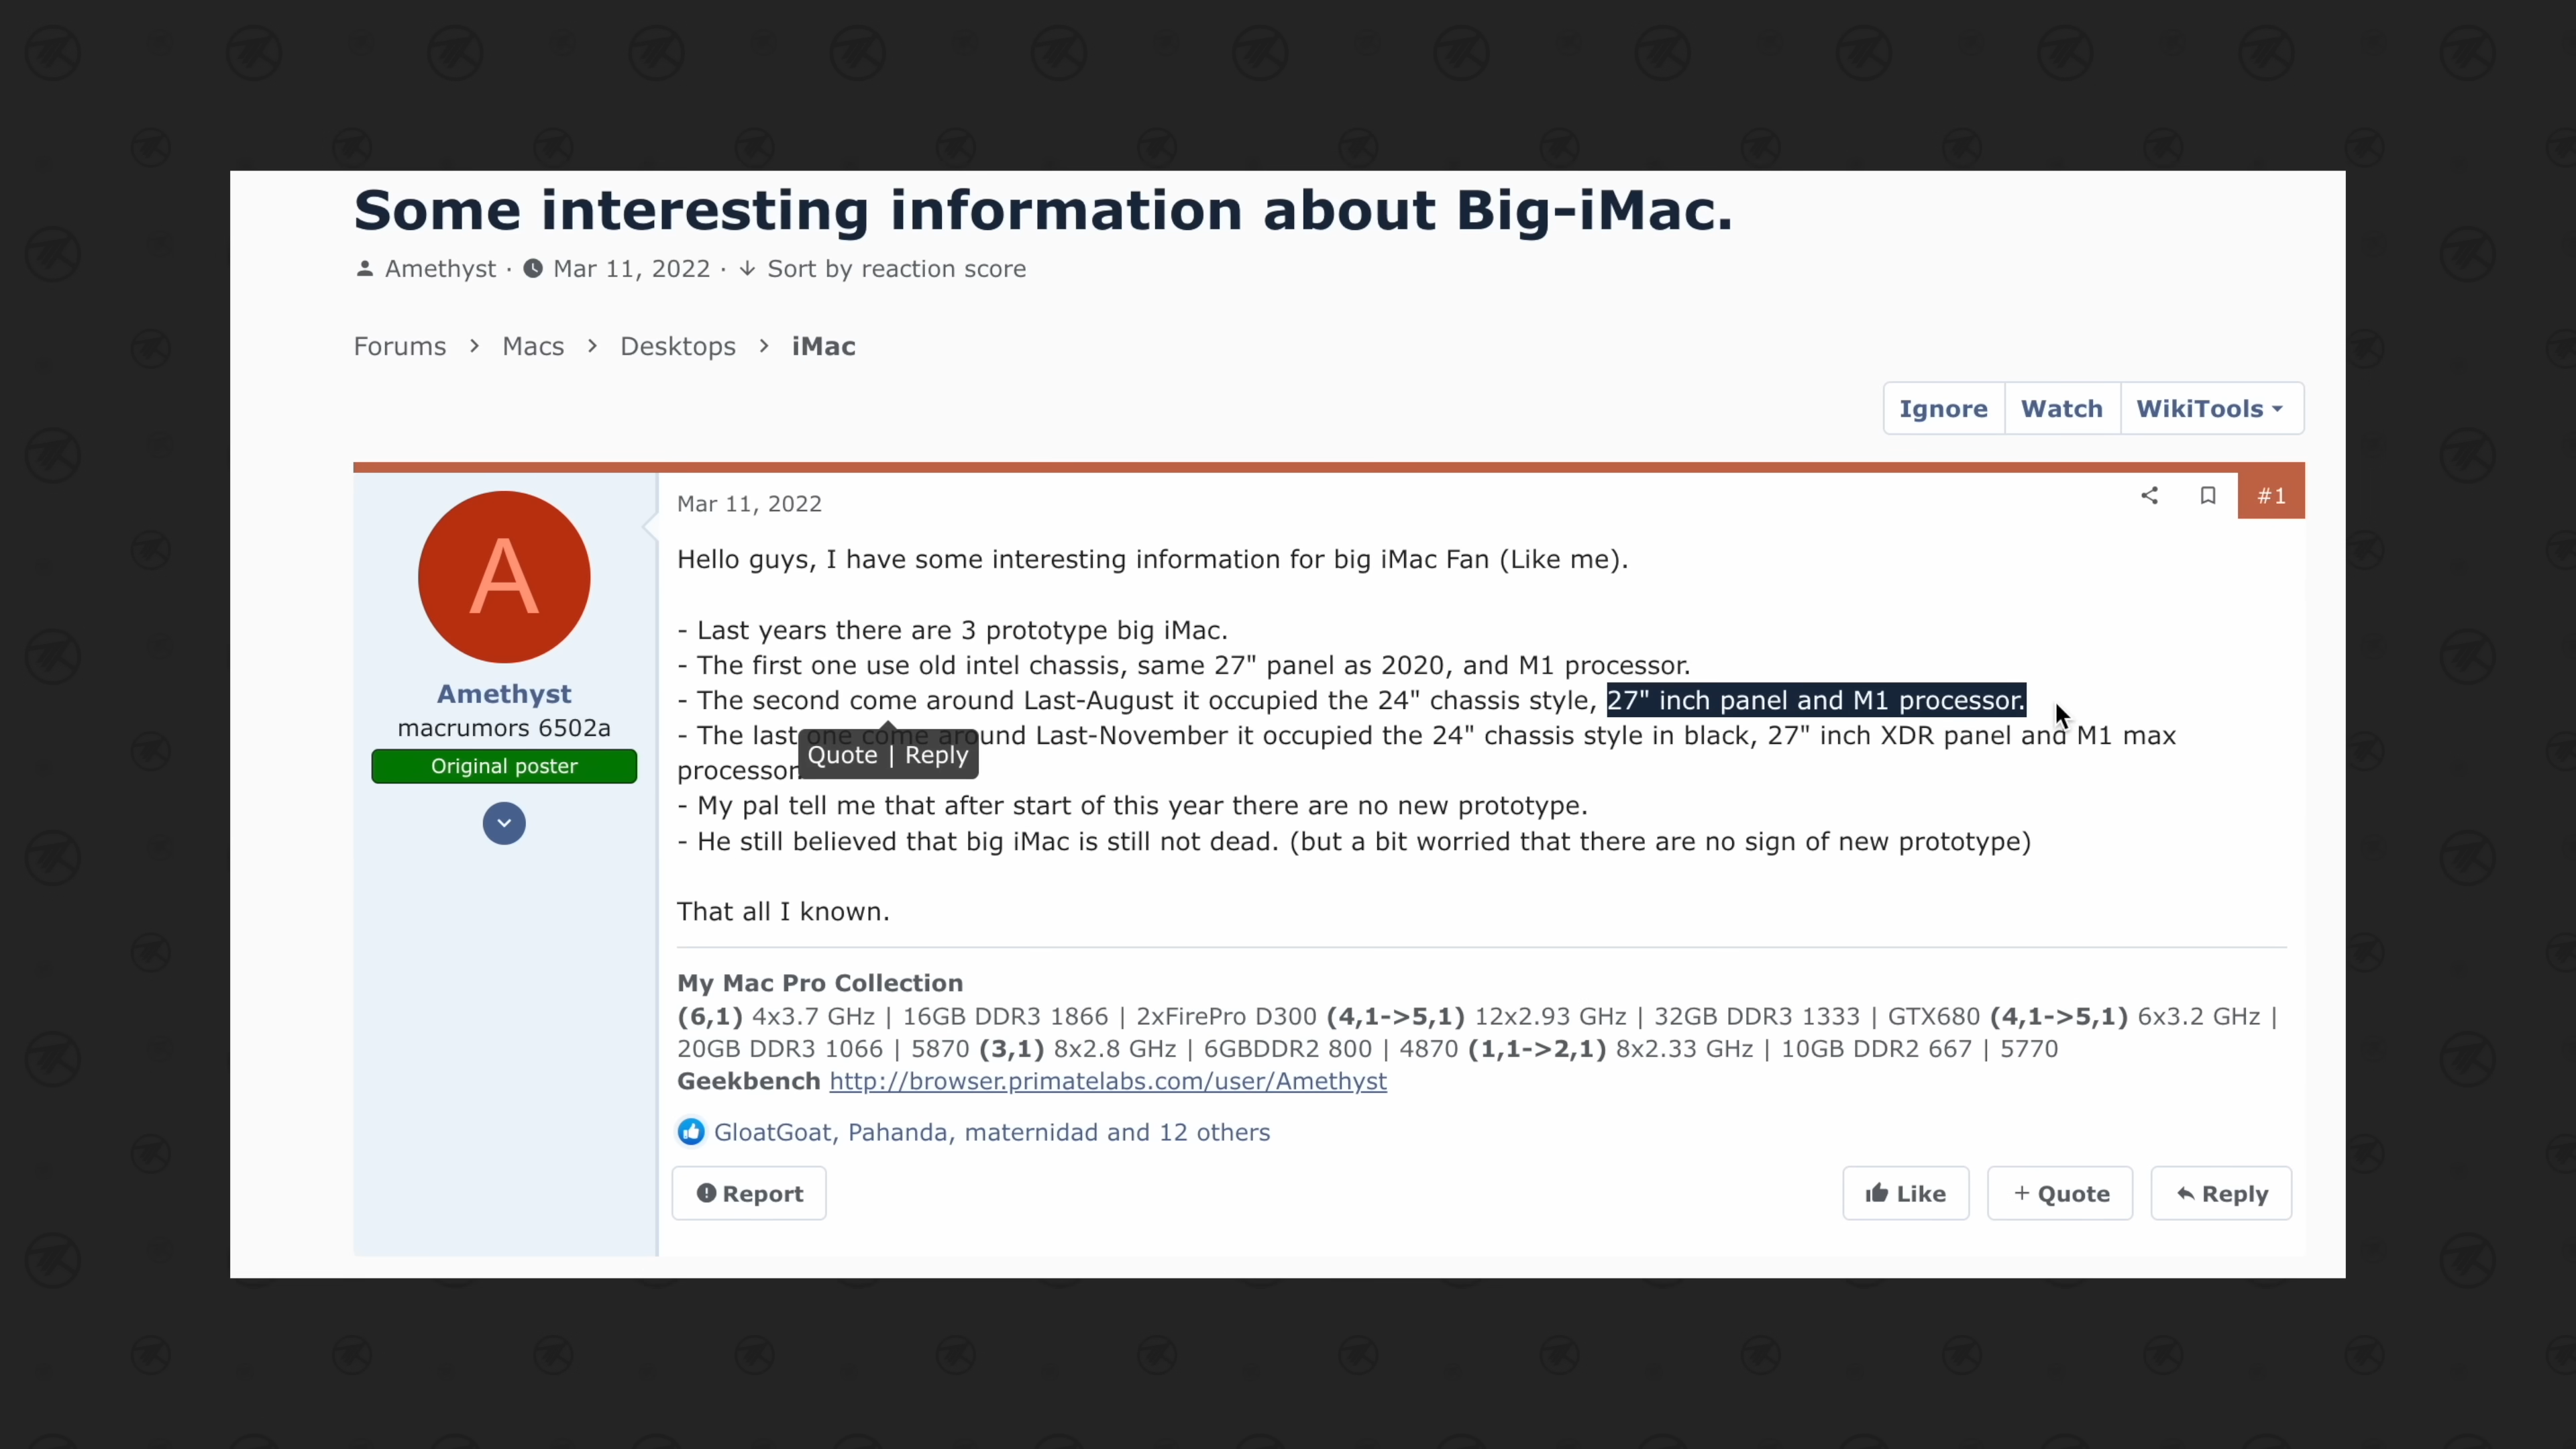 Some interesting information about Big-iMac.
Amethyst · Mar 11, 2022 · Sort by reaction score
Forums > Macs > Desktops > iMac
Ignore Watch WikiTools
A
Amethyst
macrumors 6502a
Original poster
Mar 11, 2022
#1
Hello guys, I have some interesting information for big iMac Fan (Like me).
- Last years there are 3 prototype big iMac.
- The first one use old intel chassis, same 27" panel as 2020, and M1 processor.
- The second come around Last-August it occupied the 24" chassis style, 27" inch panel and M1 processor.
- The last one come around Last-November it occupied the 24" chassis style in black, 27" inch XDR panel and M1 max
processor.
Quote | Reply
- My pal tell me that after start of this year there are no new prototype.
- He still believed that big iMac is still not dead. (but a bit worried that there are no sign of new prototype)
That all I known.
My Mac Pro Collection
(6,1) 4x3.7 GHz | 16GB DDR3 1866 | 2xFirePro D300 (4,1->5,1) 12x2.93 GHz | 32GB DDR3 1333 | GTX680 (4,1->5,1) 6x3.2 GHz |
20GB DDR3 1066 | 5870 (3,1) 8x2.8 GHz | 6GBDDR2 800 | 4870 (1,1->2,1) 8x2.33 GHz | 10GB DDR2 667 | 5770
Geekbench http://browser.primatelabs.com/user/Amethyst
GloatGoat, Pahanda, maternidad and 12 others
Report
Like + Quote Reply